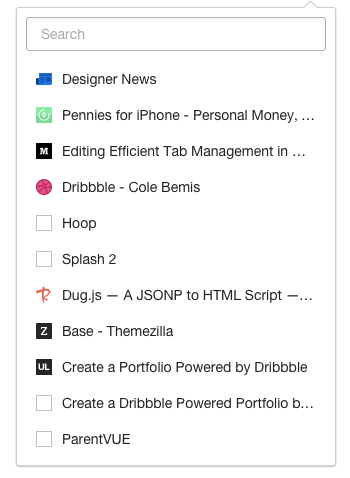 Search
Designer News
Pennies for iPhone - Personal Money, ...
M Editing Efficient Tab Management in ...
Dribbble - Cole Bemis
Hoop
Splash 2
Dug.js — A JSONP to HTML Script —...
Z Base - Themezilla
UL Create a Portfolio Powered by Dribbble
Create a Dribbble Powered Portfolio b...
ParentVUE